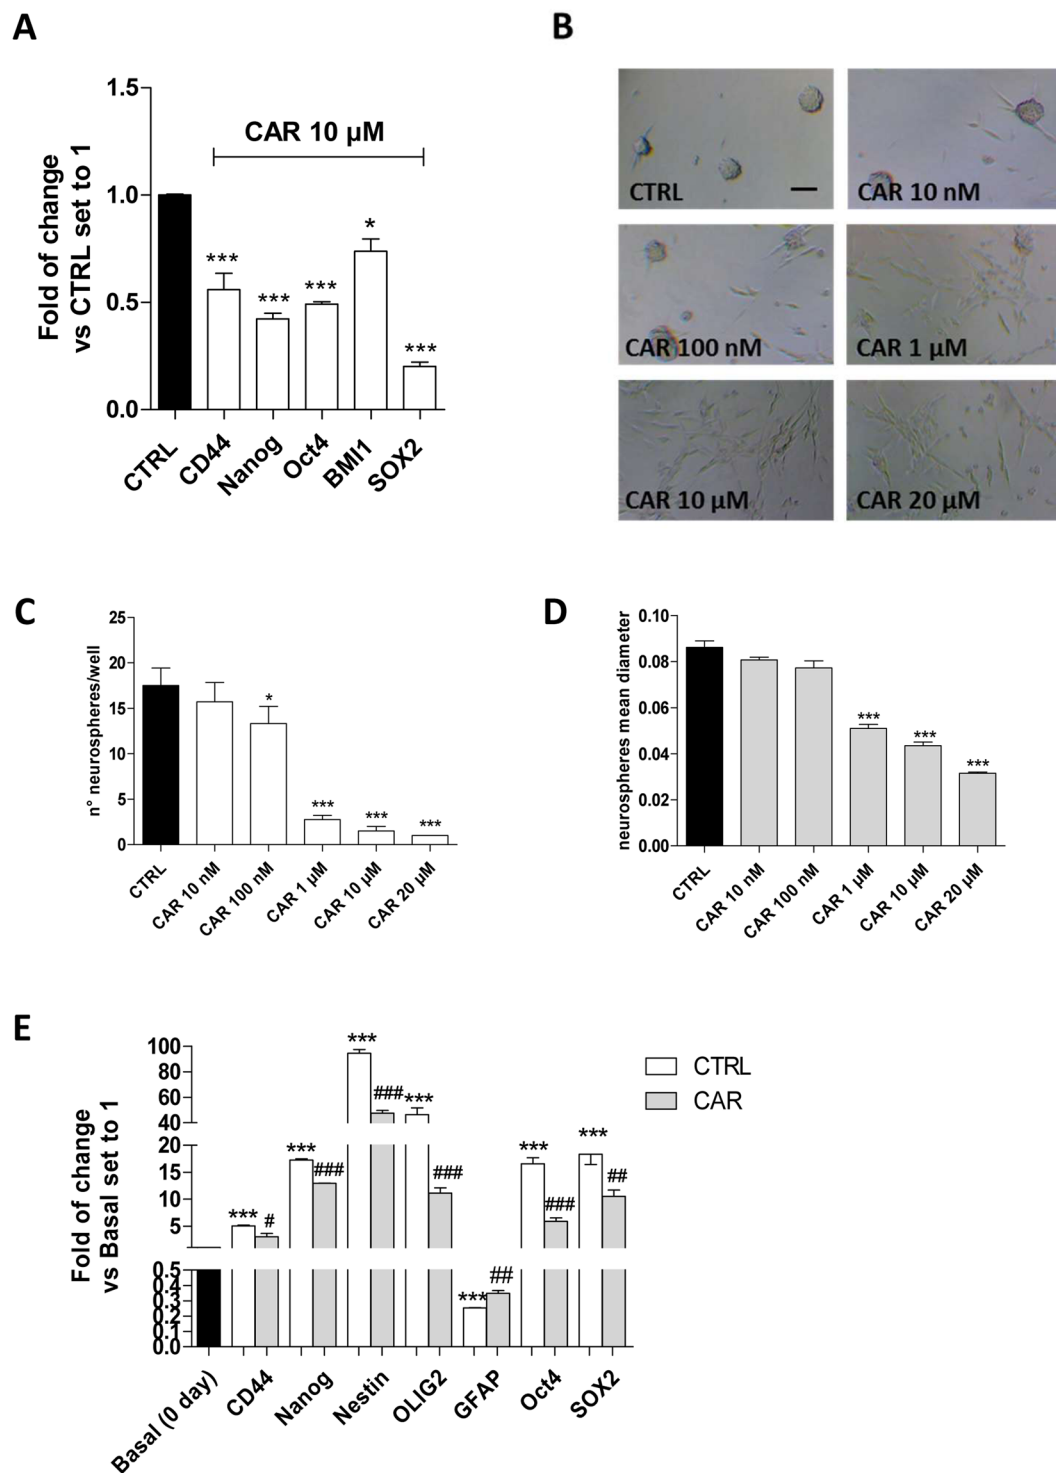 A
1.5
1.0
0.5
0.0
Fold of change
vs CTRL set to 1
CAR 10 μM
***
***
***
*
***
CTRL
CD44
Nanog
Oct4
BMI1
SOX2
B
CTRL
CAR 10 nM
CAR 100 nM
CAR 1 μM
CAR 10 μM
CAR 20 μM
C
25
20
15
10
5
0
n° neurospheres/well
*
***
***
***
CTRL
CAR 10 nM
CAR 100 nM
CAR 1 μM
CAR 10 μM
CAR 20 μM
D
0.10
0.08
0.06
0.04
0.02
0.00
neurospheres mean diameter
***
***
***
CTRL
CAR 10 nM
CAR 100 nM
CAR 1 μM
CAR 10 μM
CAR 20 μM
E
100
80
60
40
20
15
10
5
0.5
0.4
0.3
0.2
0.1
0.0
Fold of change
vs Basal set to 1
***
#
***
###
***
###
***
###
***
##
***
###
***
##
CTRL
CAR
Basal (0 day)
CD44
Nanog
Nestin
OLIG2
GFAP
Oct4
SOX2